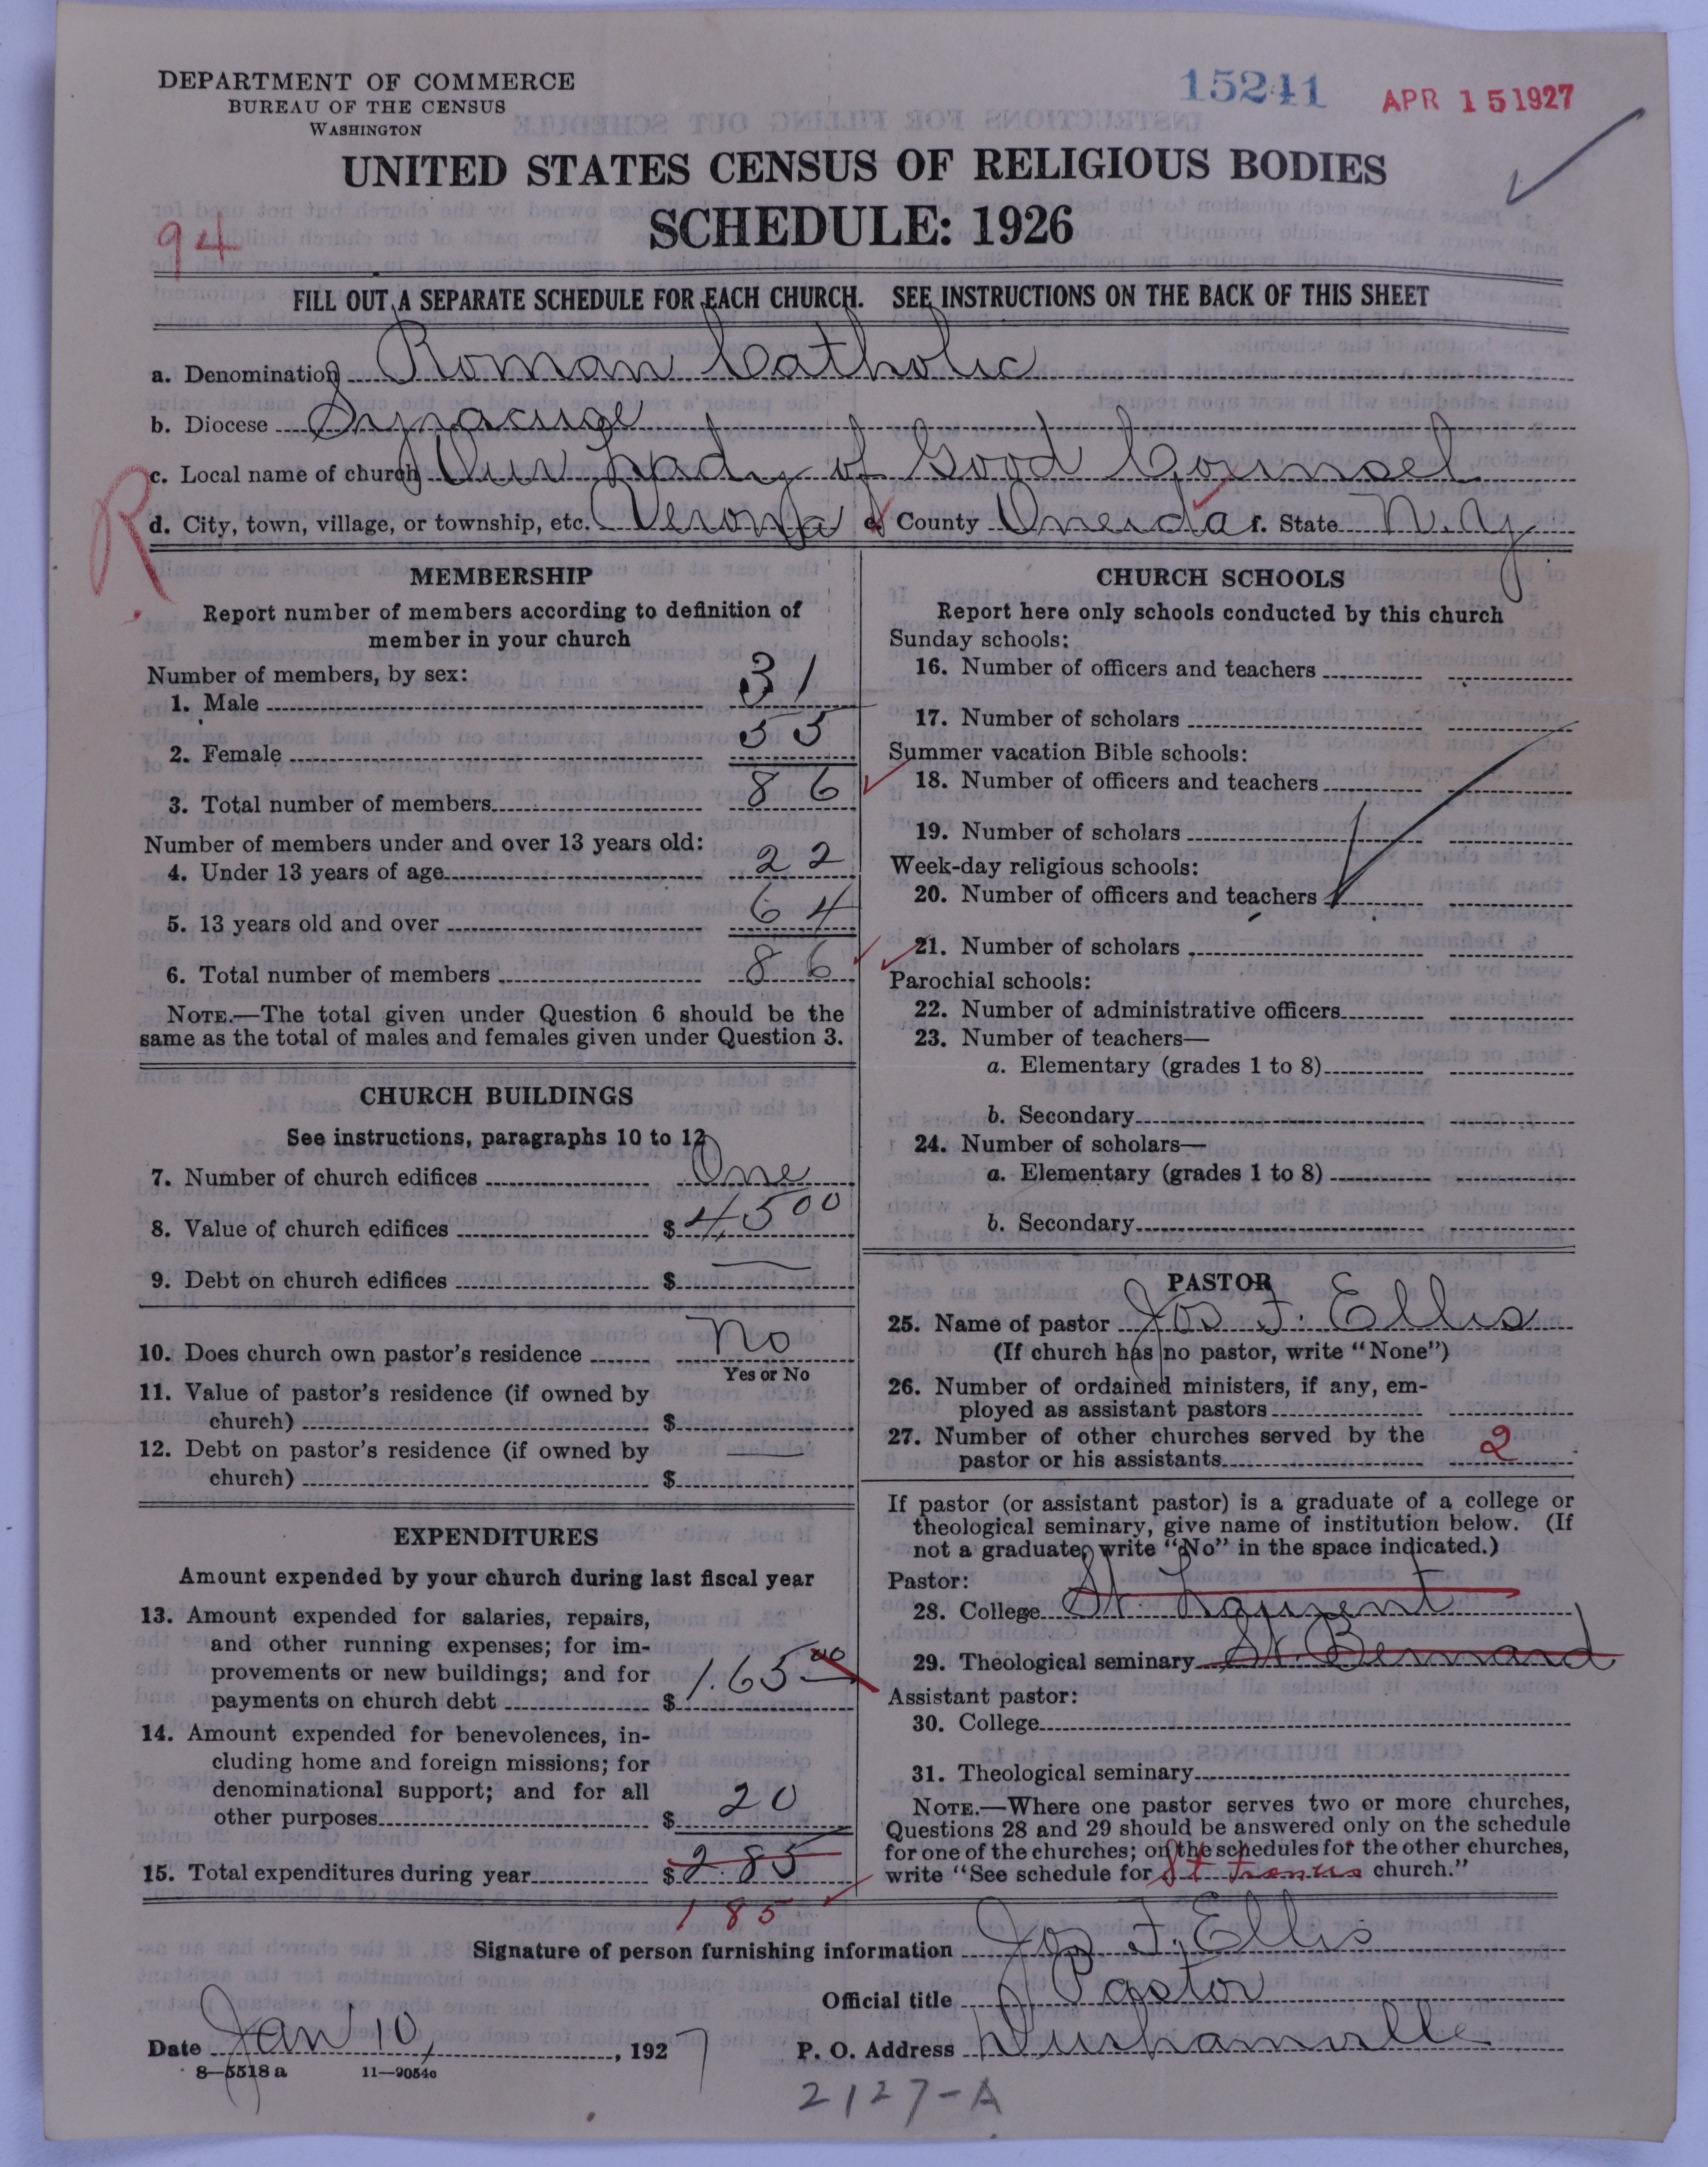 DEPARTMENT OF COMMERCE
BUREAU OF THE CENSUS
WASHINGTON
15241
APR 15 1927
UNITED STATES CENSUS OF RELIGIOUS BODIES
SCHEDULE: 1926
94
FILL OUT A SEPARATE SCHEDULE FOR EACH CHURCH. SEE INSTRUCTIONS ON THE BACK OF THIS SHEET
a. Denomination Roman Catholic
b. Diocese Syracuse
c. Local name of church Our Lady of Good Counsel
R
d. City, town, village, or township, etc. Verona e. County Oneida f. State N.Y.
MEMBERSHIP
Report number of members according to definition of
member in your church
Number of members, by sex:
1. Male 31
2. Female 55
3. Total number of members 86
Number of members under and over 13 years old:
4. Under 13 years of age 22
5. 13 years old and over 64
6. Total number of members 86
NOTE.—The total given under Question 6 should be the
same as the total of males and females given under Question 3.
CHURCH BUILDINGS
See instructions, paragraphs 10 to 12
7. Number of church edifices One
8. Value of church edifices $ 4500
9. Debt on church edifices $
10. Does church own pastor's residence No
Yes or No
11. Value of pastor's residence (if owned by
church) $
12. Debt on pastor's residence (if owned by
church) $
EXPENDITURES
Amount expended by your church during last fiscal year
13. Amount expended for salaries, repairs,
and other running expenses; for im-
provements or new buildings; and for
payments on church debt $ 165 00
14. Amount expended for benevolences, in-
cluding home and foreign missions; for
denominational support; and for all
other purposes $ 20
15. Total expenditures during year $ 285
185
CHURCH SCHOOLS
Report here only schools conducted by this church
Sunday schools:
16. Number of officers and teachers
17. Number of scholars
Summer vacation Bible schools:
18. Number of officers and teachers
19. Number of scholars
Week-day religious schools:
20. Number of officers and teachers
21. Number of scholars
Parochial schools:
22. Number of administrative officers
23. Number of teachers—
a. Elementary (grades 1 to 8)
b. Secondary
24. Number of scholars—
a. Elementary (grades 1 to 8)
b. Secondary
PASTOR
25. Name of pastor Jos F. Ellis
(If church has no pastor, write "None")
26. Number of ordained ministers, if any, em-
ployed as assistant pastors
27. Number of other churches served by the
pastor or his assistants 2
If pastor (or assistant pastor) is a graduate of a college or
theological seminary, give name of institution below. (If
not a graduate, write "No" in the space indicated.)
Pastor:
28. College St.
29. Theological seminary St. Bernard
Assistant pastor:
30. College
31. Theological seminary
NOTE.—Where one pastor serves two or more churches,
Questions 28 and 29 should be answered only on the schedule
for one of the churches; on the schedules for the other churches,
write "See schedule for St Francis church."
Signature of person furnishing information Jos F. Ellis
Official title Pastor
Date Jan 10, 1927 P. O. Address Durhamville
8—5518 a 11—9054c
2127-A